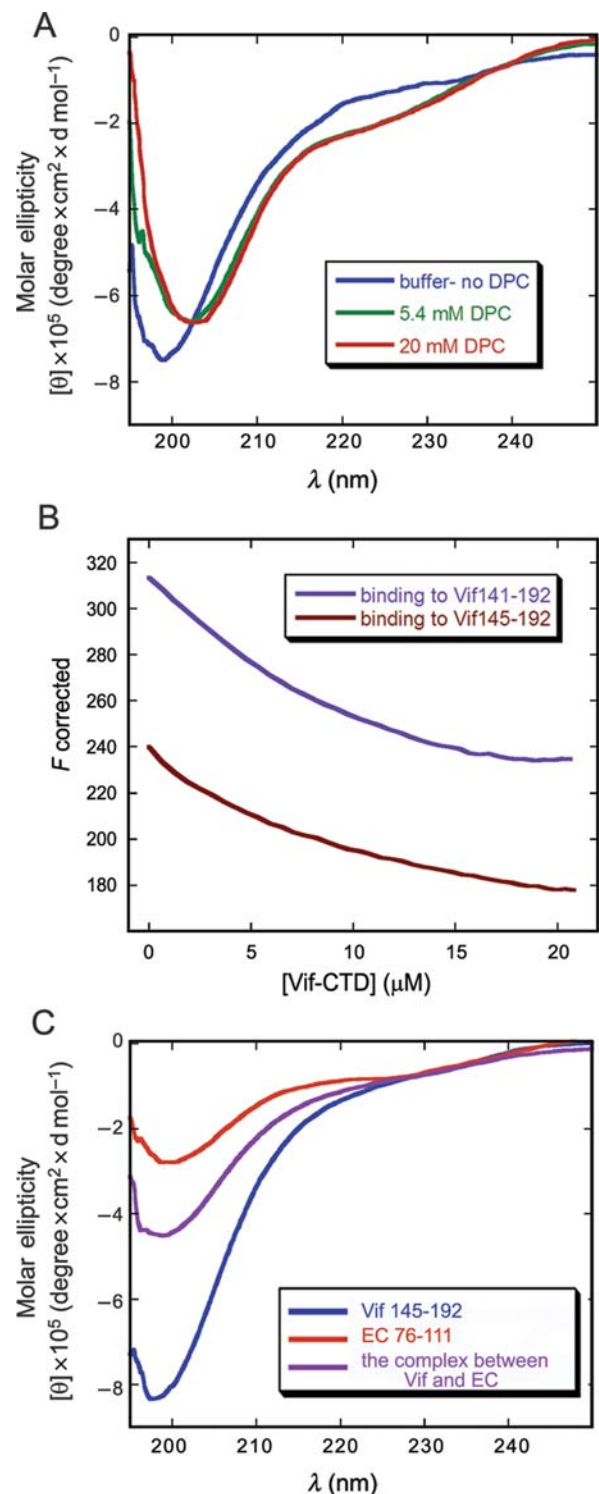 A
0
−2
−4
−6
−8
Molar ellipticity
[θ] ×10⁵ (degree ×cm² × d mol⁻¹)
buffer- no DPC
5.4 mM DPC
20 mM DPC
200 210 220 230 240
λ (nm)
B
320
300
280
260
240
220
200
180
F corrected
binding to Vif141-192
binding to Vif145-192
0 5 10 15 20
[Vif-CTD] (μM)
C
0
−2
−4
−6
−8
Molar ellipticity
[θ] ×10⁵ (degree ×cm² × d mol⁻¹)
Vif 145-192
EC 76-111
the complex between
Vif and EC
200 210 220 230 240
λ (nm)